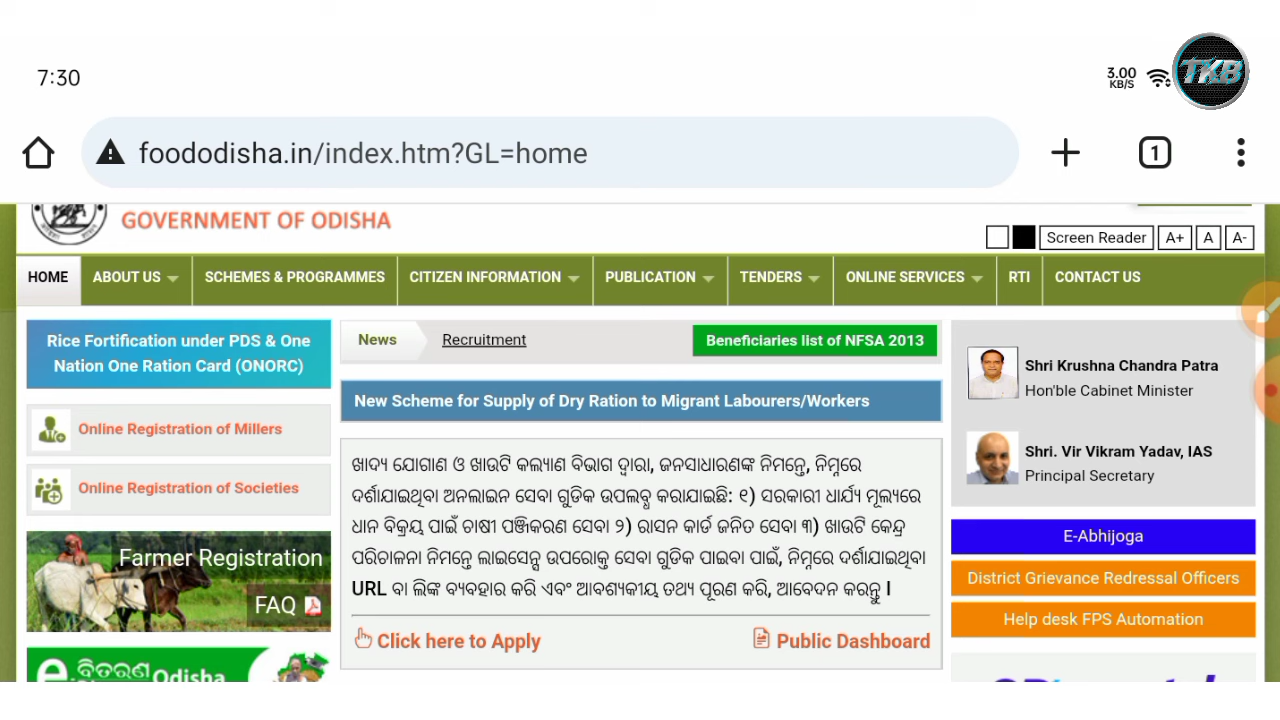 7:30
3.00
KB/S
TKB
foododisha.in/index.htm?GL=home
1
GOVERNMENT OF ODISHA
Screen Reader
A+
A
A-
HOME
ABOUT US
SCHEMES & PROGRAMMES
CITIZEN INFORMATION
PUBLICATION
TENDERS
ONLINE SERVICES
RTI
CONTACT US
Rice Fortification under PDS & One
Nation One Ration Card (ONORC)
Online Registration of Millers
Online Registration of Societies
Farmer Registration
FAQ
e
ବିତରଣ Odisha
News
Recruitment
Beneficiaries list of NFSA 2013
New Scheme for Supply of Dry Ration to Migrant Labourers/Workers
ଖାଦ୍ୟ ଯୋଗାଣ ଓ ଖାଉଟି କଲ୍ୟାଣ ବିଭାଗ ଦ୍ୱାରା, ଜନସାଧାରଣଙ୍କ ନିମନ୍ତେ, ନିମ୍ନରେ
ଦର୍ଶାଯାଇଥିବା ଅନଲାଇନ ସେବା ଗୁଡିକ ଉପଲବ୍ଧ କରାଯାଇଛି: ୧) ସରକାରୀ ଧାର୍ଯ୍ୟ ମୂଲ୍ୟରେ
ଧାନ ବିକ୍ରୟ ପାଇଁ ଚାଷୀ ପଞ୍ଜିକରଣ ସେବା ୨) ରାସନ କାର୍ଡ ଜନିତ ସେବା ୩) ଖାଉଟି କେନ୍ଦ୍ର
ପରିଚାଳନା ନିମନ୍ତେ ଲାଇସେନ୍ସ ଉପରୋକ୍ତ ସେବା ଗୁଡିକ ପାଇବା ପାଇଁ, ନିମ୍ନରେ ଦର୍ଶାଯାଇଥିବା
URL ବା ଲିଙ୍କ ବ୍ୟବହାର କରି ଏବଂ ଆବଶ୍ୟକୀୟ ତଥ୍ୟ ପୂରଣ କରି, ଆବେଦନ କରନ୍ତୁ I
Click here to Apply
Public Dashboard
Shri Krushna Chandra Patra
Hon'ble Cabinet Minister
Shri. Vir Vikram Yadav, IAS
Principal Secretary
E-Abhijoga
District Grievance Redressal Officers
Help desk FPS Automation